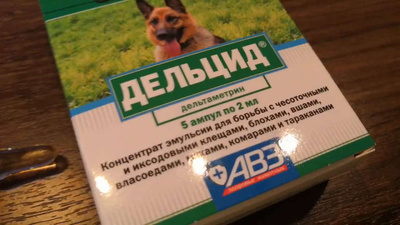 ДЕЛЬЦИД®
дельтаметрин
5 ампул по 2 мл
Концентрат эмульсии для борьбы с чесоточными
и иксодовыми клещами, блохами, вшами,
власоедами, мухами, комарами и тараканами
АВЗ